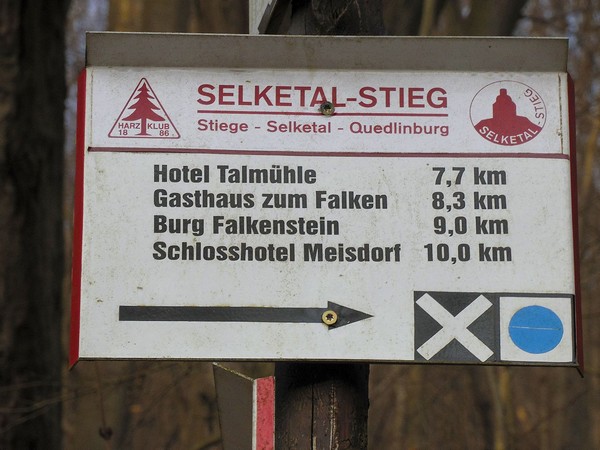 SELKETAL-STIEG
Stiege - Selketal - Quedlinburg
HARZ KLUB
18 86
SELKETAL-STIEG
Hotel Talmühle 7,7 km
Gasthaus zum Falken 8,3 km
Burg Falkenstein 9,0 km
Schlosshotel Meisdorf 10,0 km